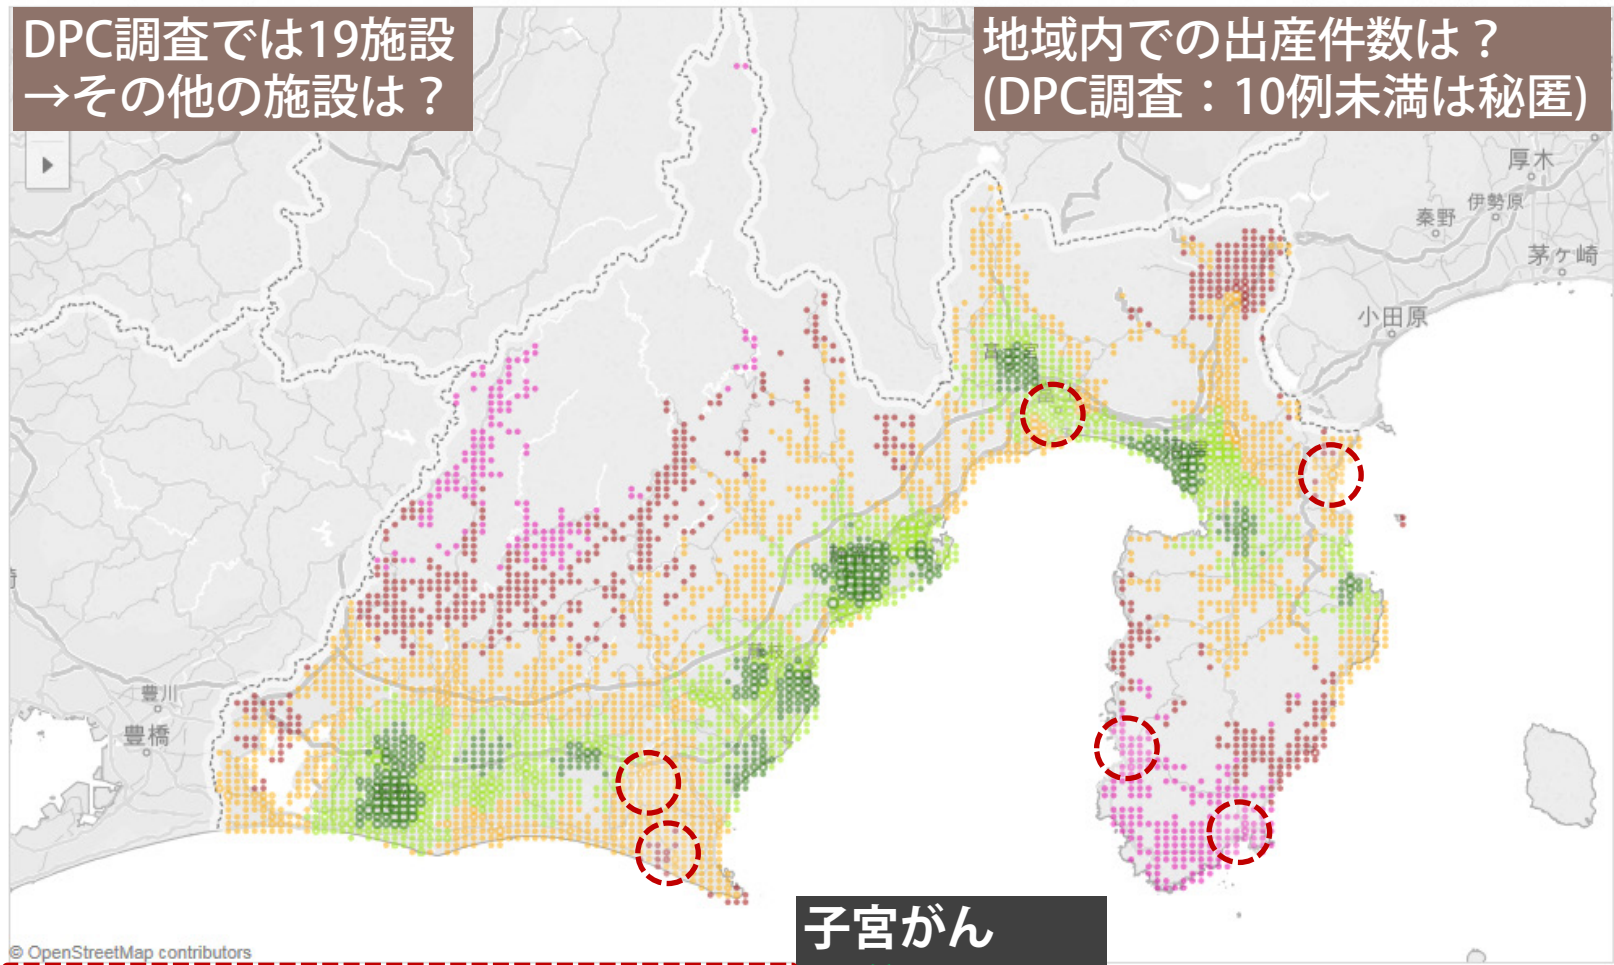 DPC調査では19施設
→その他の施設は？
地域内での出産件数は？
(DPC調査：10例未満は秘匿)
厚木
伊勢原
秦野
茅ヶ崎
小田原
豊川
豊橋
© OpenStreetMap contributors
子宮がん